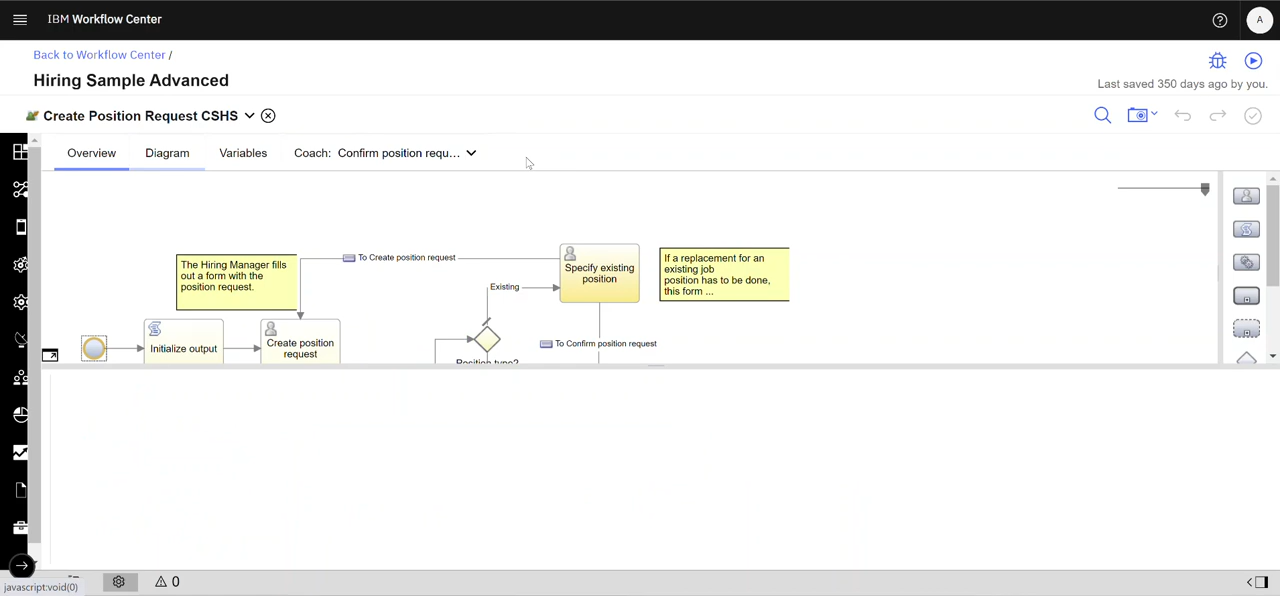 IBM Workflow Center
A
Back to Workflow Center /
Hiring Sample Advanced
Last saved 350 days ago by you.
Create Position Request CSHS
Overview
Diagram
Variables
Coach: Confirm position requ...
The Hiring Manager fills
out a form with the
position request.
To Create position request
Specify existing
position
If a replacement for an
existing job
position has to be done,
this form ...
Existing
Initialize output
Create position
request
To Confirm position request
Position type?
0
javascript:void(0)